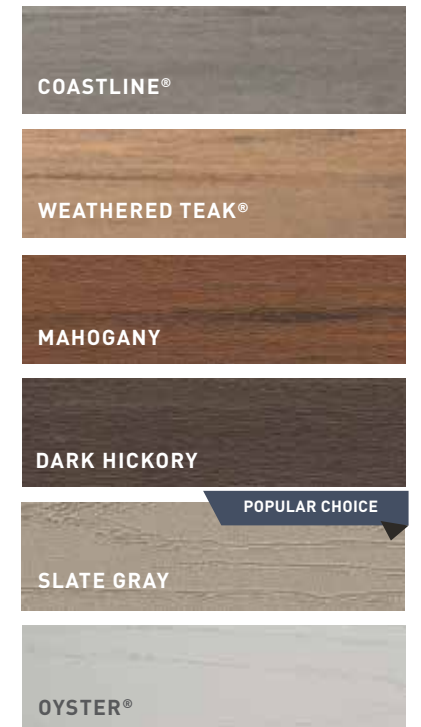 COASTLINE®
WEATHERED TEAK®
MAHOGANY
DARK HICKORY
POPULAR CHOICE
SLATE GRAY
OYSTER®